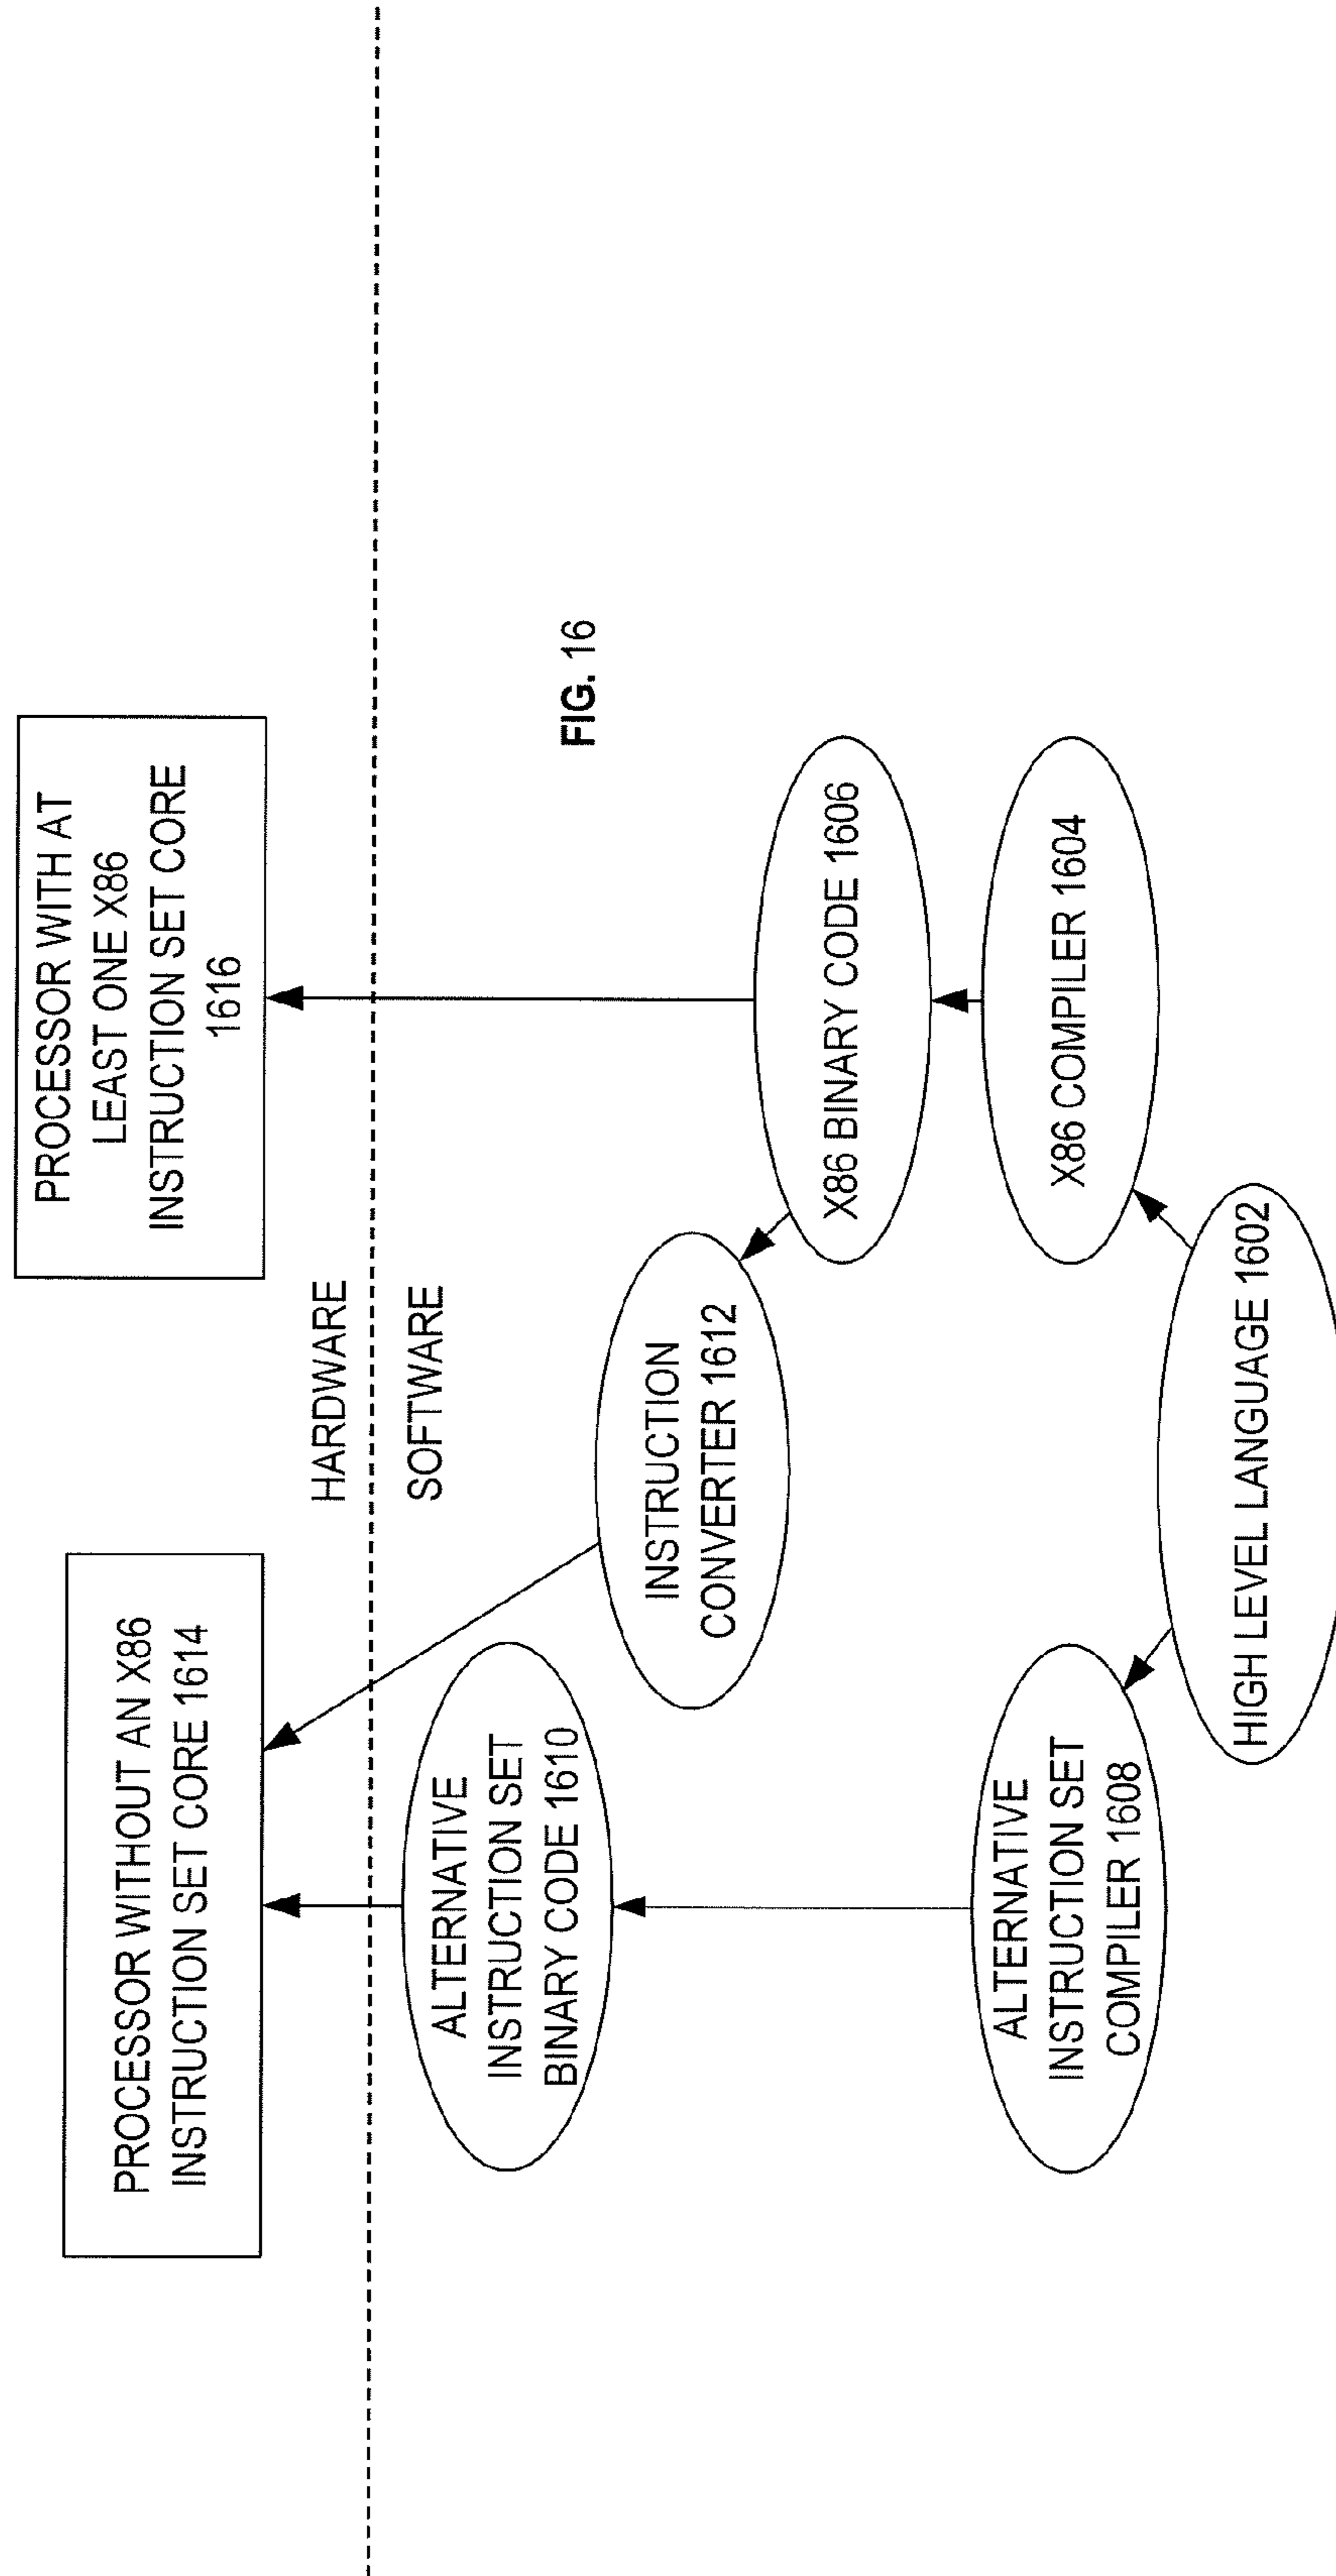 PROCESSOR WITHOUT AN X86
INSTRUCTION SET CORE 1614
PROCESSOR WITH AT
LEAST ONE X86
INSTRUCTION SET CORE
1616
HARDWARE
SOFTWARE
ALTERNATIVE
INSTRUCTION SET
BINARY CODE 1610
INSTRUCTION
CONVERTER 1612
FIG. 16
X86 BINARY CODE 1606
ALTERNATIVE
INSTRUCTION SET
COMPILER 1608
X86 COMPILER 1604
HIGH LEVEL LANGUAGE 1602